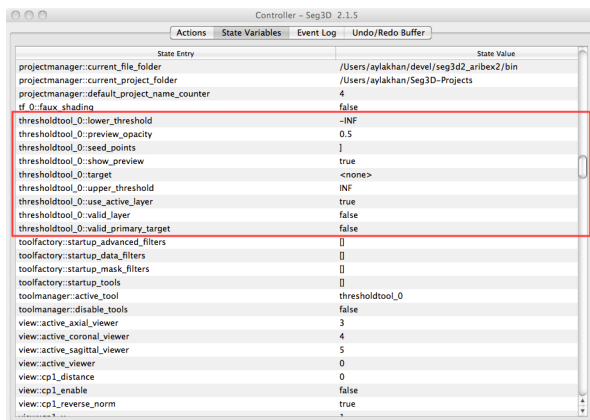 Controller - Seg3D 2.1.5
Actions State Variables Event Log Undo/Redo Buffer
State Entry State Value
projectmanager::current_file_folder /Users/aylakhan/devel/seg3d2_aribex2/bin
projectmanager::current_project_folder /Users/aylakhan/Seg3D-Projects
projectmanager::default_project_name_counter 4
tf_0::faux_shading false
thresholdtool_0::lower_threshold -INF
thresholdtool_0::preview_opacity 0.5
thresholdtool_0::seed_points ]
thresholdtool_0::show_preview true
thresholdtool_0::target <none>
thresholdtool_0::upper_threshold INF
thresholdtool_0::use_active_layer true
thresholdtool_0::valid_layer false
thresholdtool_0::valid_primary_target false
toolfactory::startup_advanced_filters []
toolfactory::startup_data_filters []
toolfactory::startup_mask_filters []
toolfactory::startup_tools []
toolmanager::active_tool thresholdtool_0
toolmanager::disable_tools false
view::active_axial_viewer 3
view::active_coronal_viewer 4
view::active_sagittal_viewer 5
view::active_viewer 0
view::cp1_distance 0
view::cp1_enable false
view::cp1_reverse_norm true